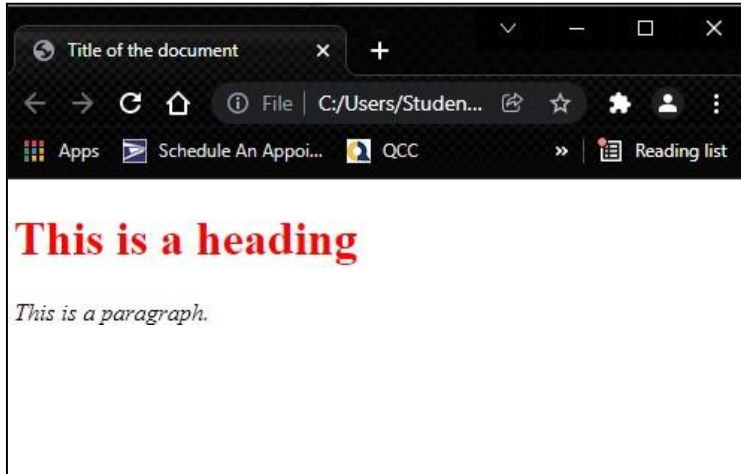 Title of the document
File | C:/Users/Studen...
Apps Schedule An Appoi... QCC » Reading list
This is a heading
This is a paragraph.